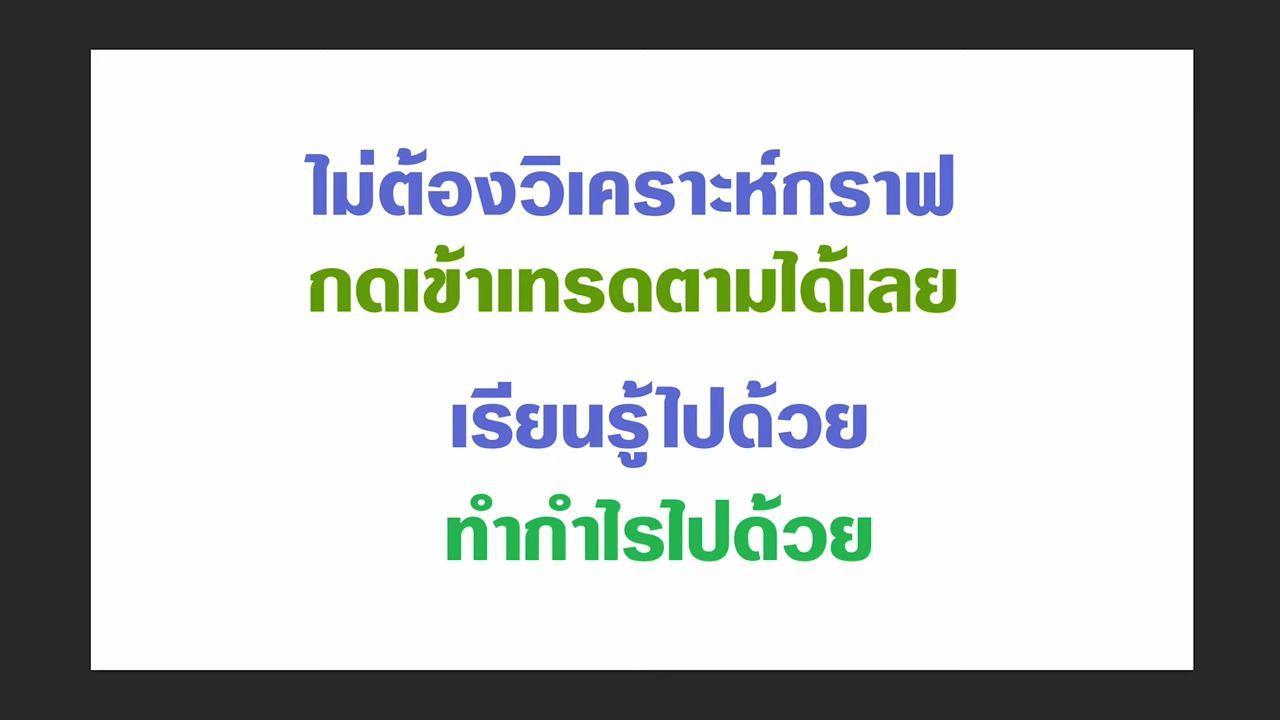 ไม่ต้องวิเคราะห์กราฟ
กดเข้าเทรดตามได้เลย
เรียนรู้ไปด้วย
ทำกำไรไปด้วย